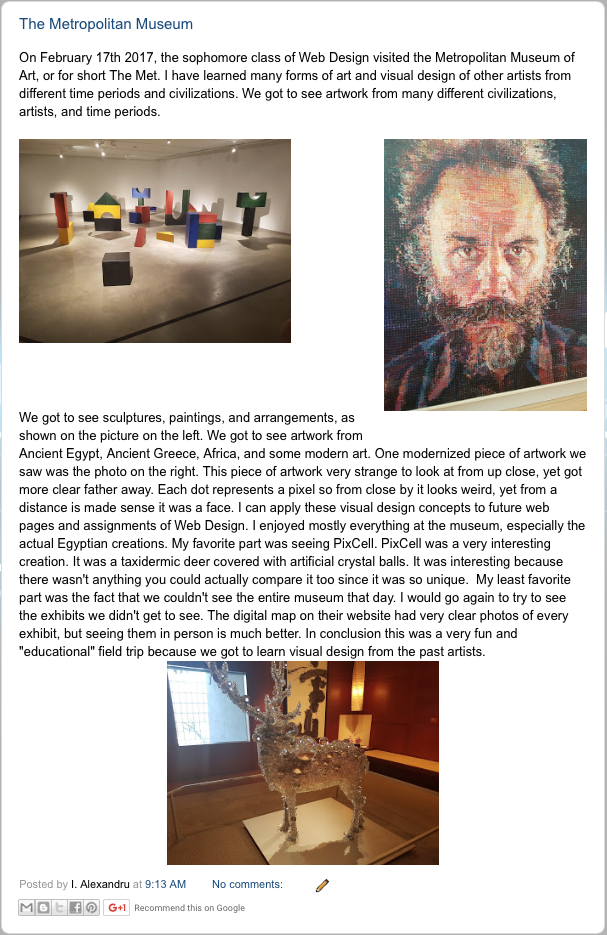 The Metropolitan Museum
On February 17th 2017, the sophomore class of Web Design visited the Metropolitan Museum of
Art, or for short The Met. I have learned many forms of art and visual design of other artists from
different time periods and civilizations. We got to see artwork from many different civilizations,
artists, and time periods.
We got to see sculptures, paintings, and arrangements, as
shown on the picture on the left. We got to see artwork from
Ancient Egypt, Ancient Greece, Africa, and some modern art. One modernized piece of artwork we
saw was the photo on the right. This piece of artwork very strange to look at from up close, yet got
more clear father away. Each dot represents a pixel so from close by it looks weird, yet from a
distance is made sense it was a face. I can apply these visual design concepts to future web
pages and assignments of Web Design. I enjoyed mostly everything at the museum, especially the
actual Egyptian creations. My favorite part was seeing PixCell. PixCell was a very interesting
creation. It was a taxidermic deer covered with artificial crystal balls. It was interesting because
there wasn't anything you could actually compare it too since it was so unique.  My least favorite
part was the fact that we couldn't see the entire museum that day. I would go again to try to see
the exhibits we didn't get to see. The digital map on their website had very clear photos of every
exhibit, but seeing them in person is much better. In conclusion this was a very fun and
"educational" field trip because we got to learn visual design from the past artists.
Posted by I. Alexandru at 9:13 AM No comments:
G+1 Recommend this on Google